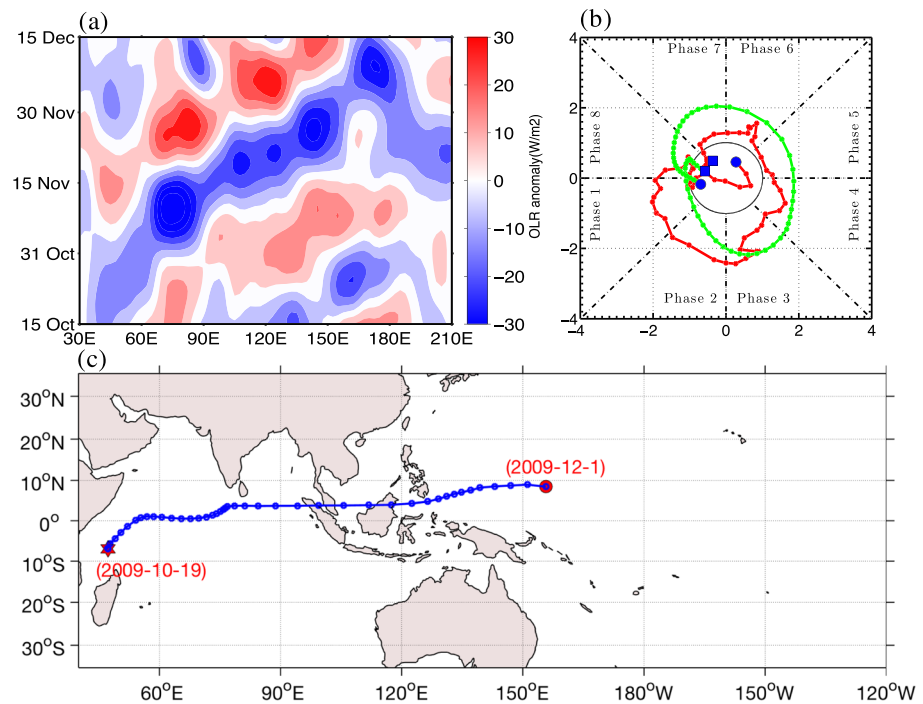 (a)
15 Dec
30 Nov
15 Nov
31 Oct
15 Oct
30E 60E 90E 120E 150E 180E 210E
30
20
10
0
−10
−20
−30
OLR anomaly(W/m2)
(b)
4
2
0
−2
−4
−4 −2 0 2 4
Phase 7 Phase 6
Phase 8 Phase 5
Phase 1 Phase 4
Phase 2 Phase 3
(c)
30°N
20°N
10°N
0°
10°S
20°S
30°S
(2009-12-1)
(2009-10-19)
60°E 90°E 120°E 150°E 180°W 150°W 120°W